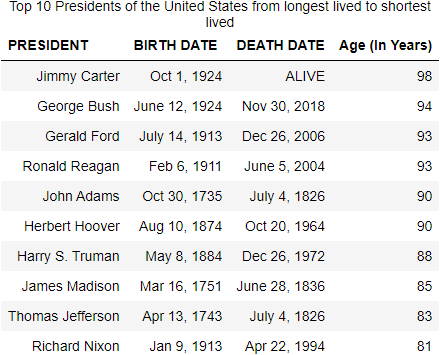 Top 10 Presidents of the United States from longest lived to shortest
lived
PRESIDENT BIRTH DATE DEATH DATE Age (In Years)
Jimmy Carter Oct 1, 1924 ALIVE 98
George Bush June 12, 1924 Nov 30, 2018 94
Gerald Ford July 14, 1913 Dec 26, 2006 93
Ronald Reagan Feb 6, 1911 June 5, 2004 93
John Adams Oct 30, 1735 July 4, 1826 90
Herbert Hoover Aug 10, 1874 Oct 20, 1964 90
Harry S. Truman May 8, 1884 Dec 26, 1972 88
James Madison Mar 16, 1751 June 28, 1836 85
Thomas Jefferson Apr 13, 1743 July 4, 1826 83
Richard Nixon Jan 9, 1913 Apr 22, 1994 81